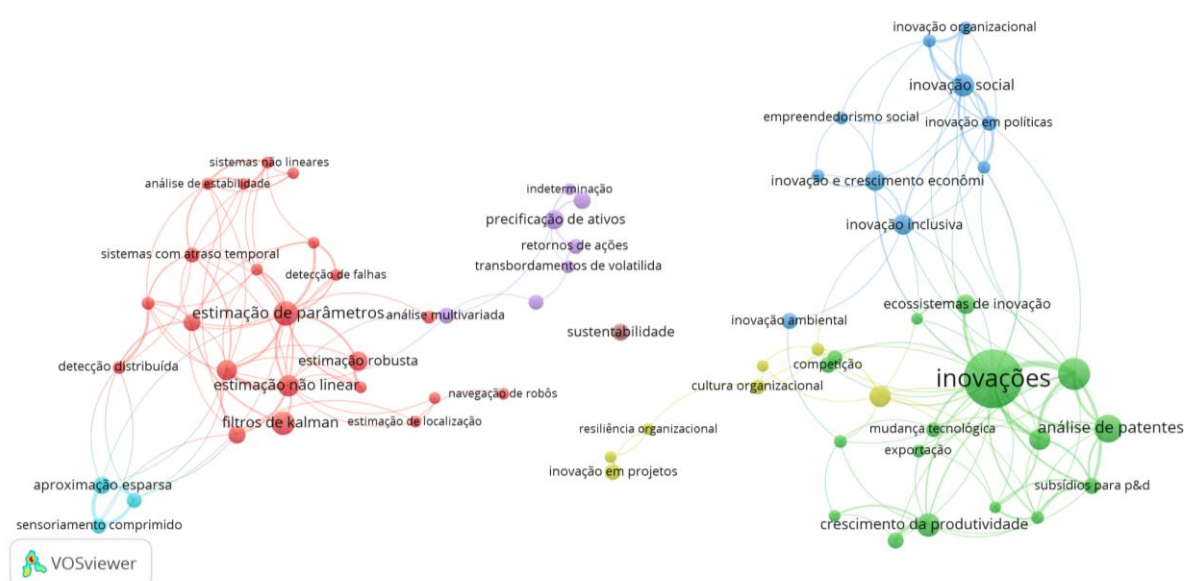 inovação organizacional
inovação social
empreendedorismo social
inovação em políticas
sistemas não lineares
análise de estabilidade
inovação e crescimento econômi
indeterminação
precificação de ativos
inovação inclusiva
retornos de ações
sistemas com atraso temporal
transbordamentos de volatilida
detecção de falhas
ecossistemas de inovação
estimação de parâmetros
análise multivariada
inovação ambiental
sustentabilidade
estimação robusta
detecção distribuída
competição
inovações
estimação não linear
cultura organizacional
navegação de robôs
filtros de kalman
estimação de localização
resiliência organizacional
mudança tecnológica
análise de patentes
exportação
inovação em projetos
aproximação esparsa
subsídios para p&d
sensoriamento comprimido
crescimento da produtividade
VOSviewer